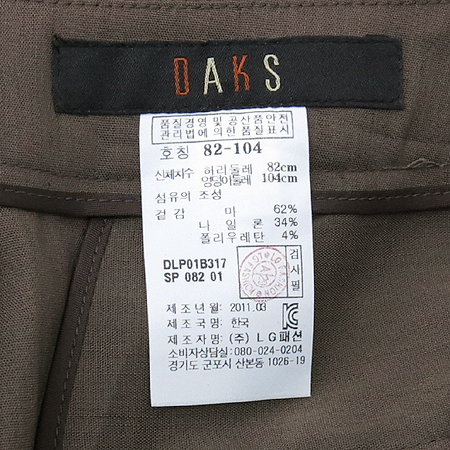 DAKS
품질경영 및 공산품안전
관리법에 의한 품질표시
호칭 82-104
신체치수 허리둘레 82cm
엉덩이둘레 104cm
섬유의 조성
겉감 마 62%
나일론 34%
폴리우레탄 4%
DLP01B317
SP 082 01
검사필
제조년월: 2011.03
제조국명: 한국
제조자명: (주) LG패션
소비자상담실: 080-024-0204
경기도 군포시 산본동 1026-19